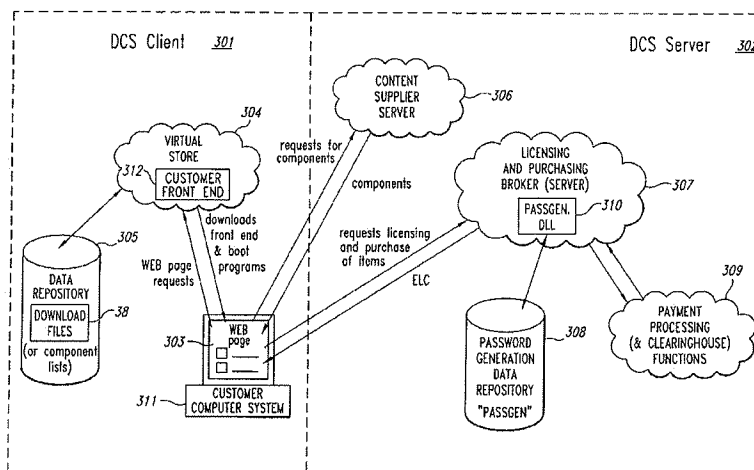 DCS Client 301
DCS Server 302
304
VIRTUAL
STORE
312
CUSTOMER
FRONT END
CONTENT
SUPPLIER
SERVER
306
requests for
components
components
LICENSING
AND PURCHASING
BROKER (SERVER)
307
PASSGEN.
DLL
310
305
DATA
REPOSITORY
DOWNLOAD
FILES
38
(or component
lists)
downloads
front end
& boot
programs
WEB page
requests
requests licensing
and purchase
of items
ELC
303
WEB
page
311
CUSTOMER
COMPUTER SYSTEM
PASSWORD
GENERATION
DATA
REPOSITORY
"PASSGEN"
308
309
PAYMENT
PROCESSING
(& CLEARINGHOUSE)
FUNCTIONS